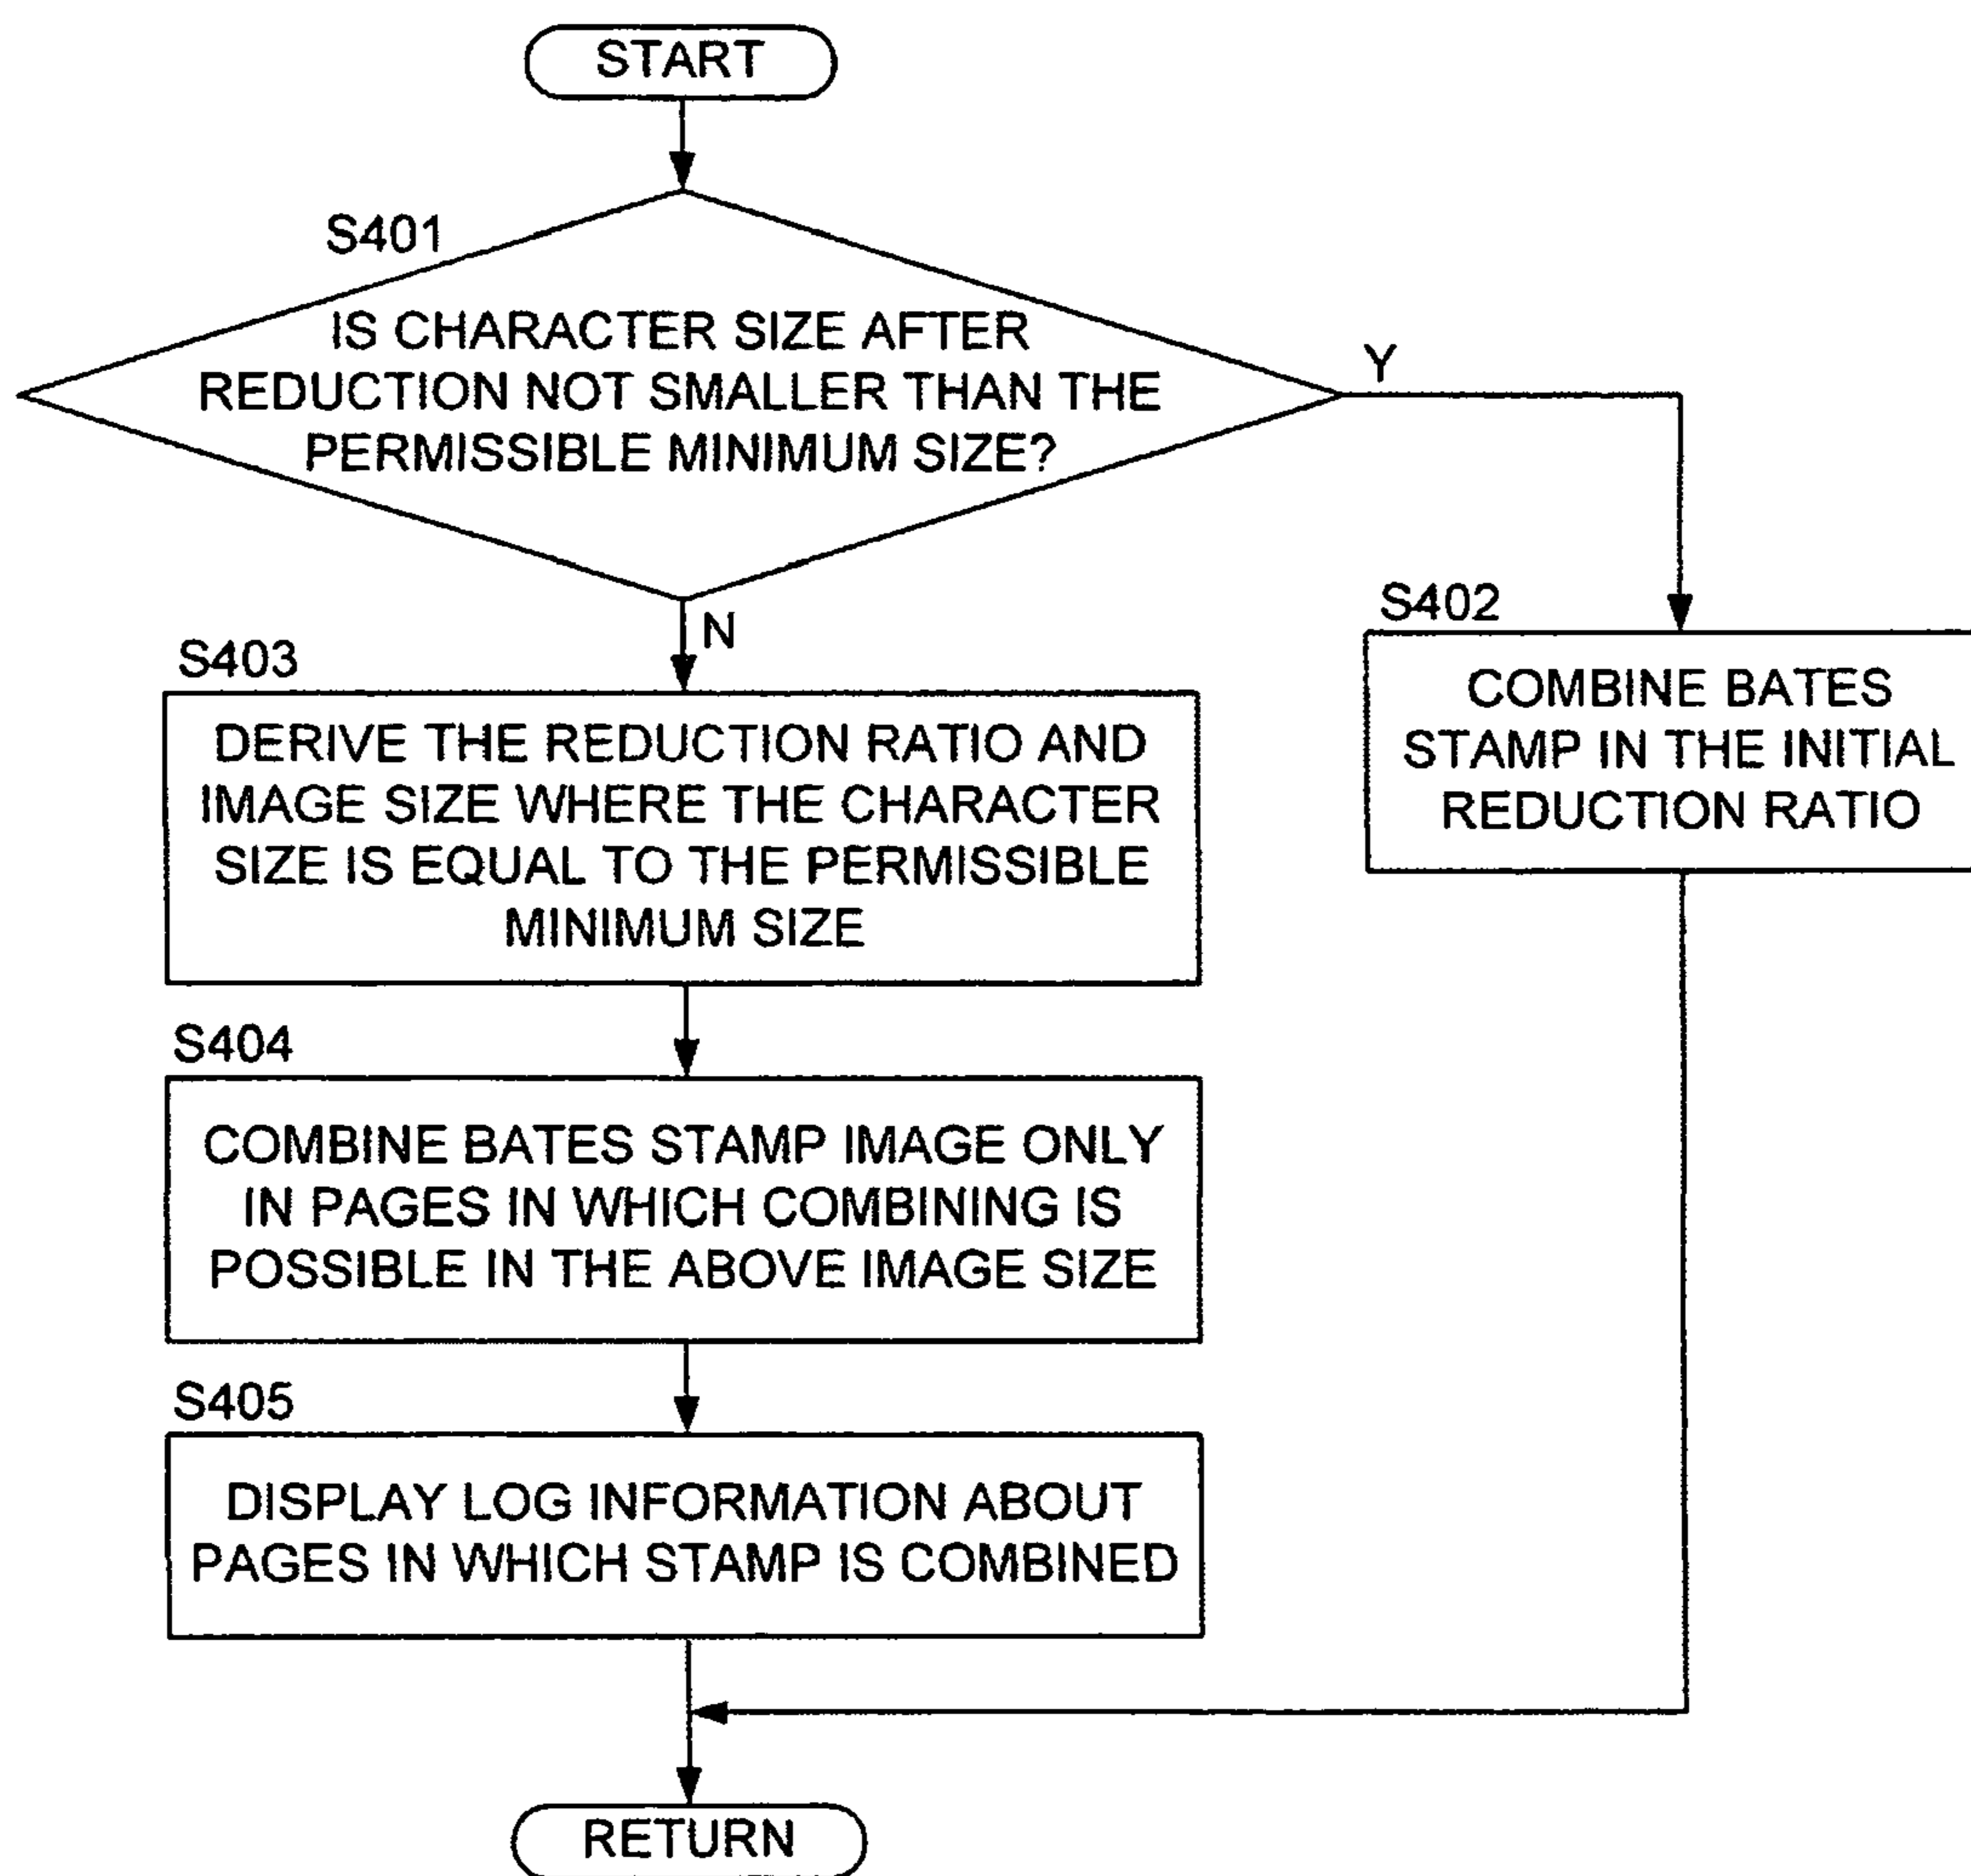 START
S401
IS CHARACTER SIZE AFTER
REDUCTION NOT SMALLER THAN THE
PERMISSIBLE MINIMUM SIZE?
Y
N
S402
COMBINE BATES
STAMP IN THE INITIAL
REDUCTION RATIO
S403
DERIVE THE REDUCTION RATIO AND
IMAGE SIZE WHERE THE CHARACTER
SIZE IS EQUAL TO THE PERMISSIBLE
MINIMUM SIZE
S404
COMBINE BATES STAMP IMAGE ONLY
IN PAGES IN WHICH COMBINING IS
POSSIBLE IN THE ABOVE IMAGE SIZE
S405
DISPLAY LOG INFORMATION ABOUT
PAGES IN WHICH STAMP IS COMBINED
RETURN